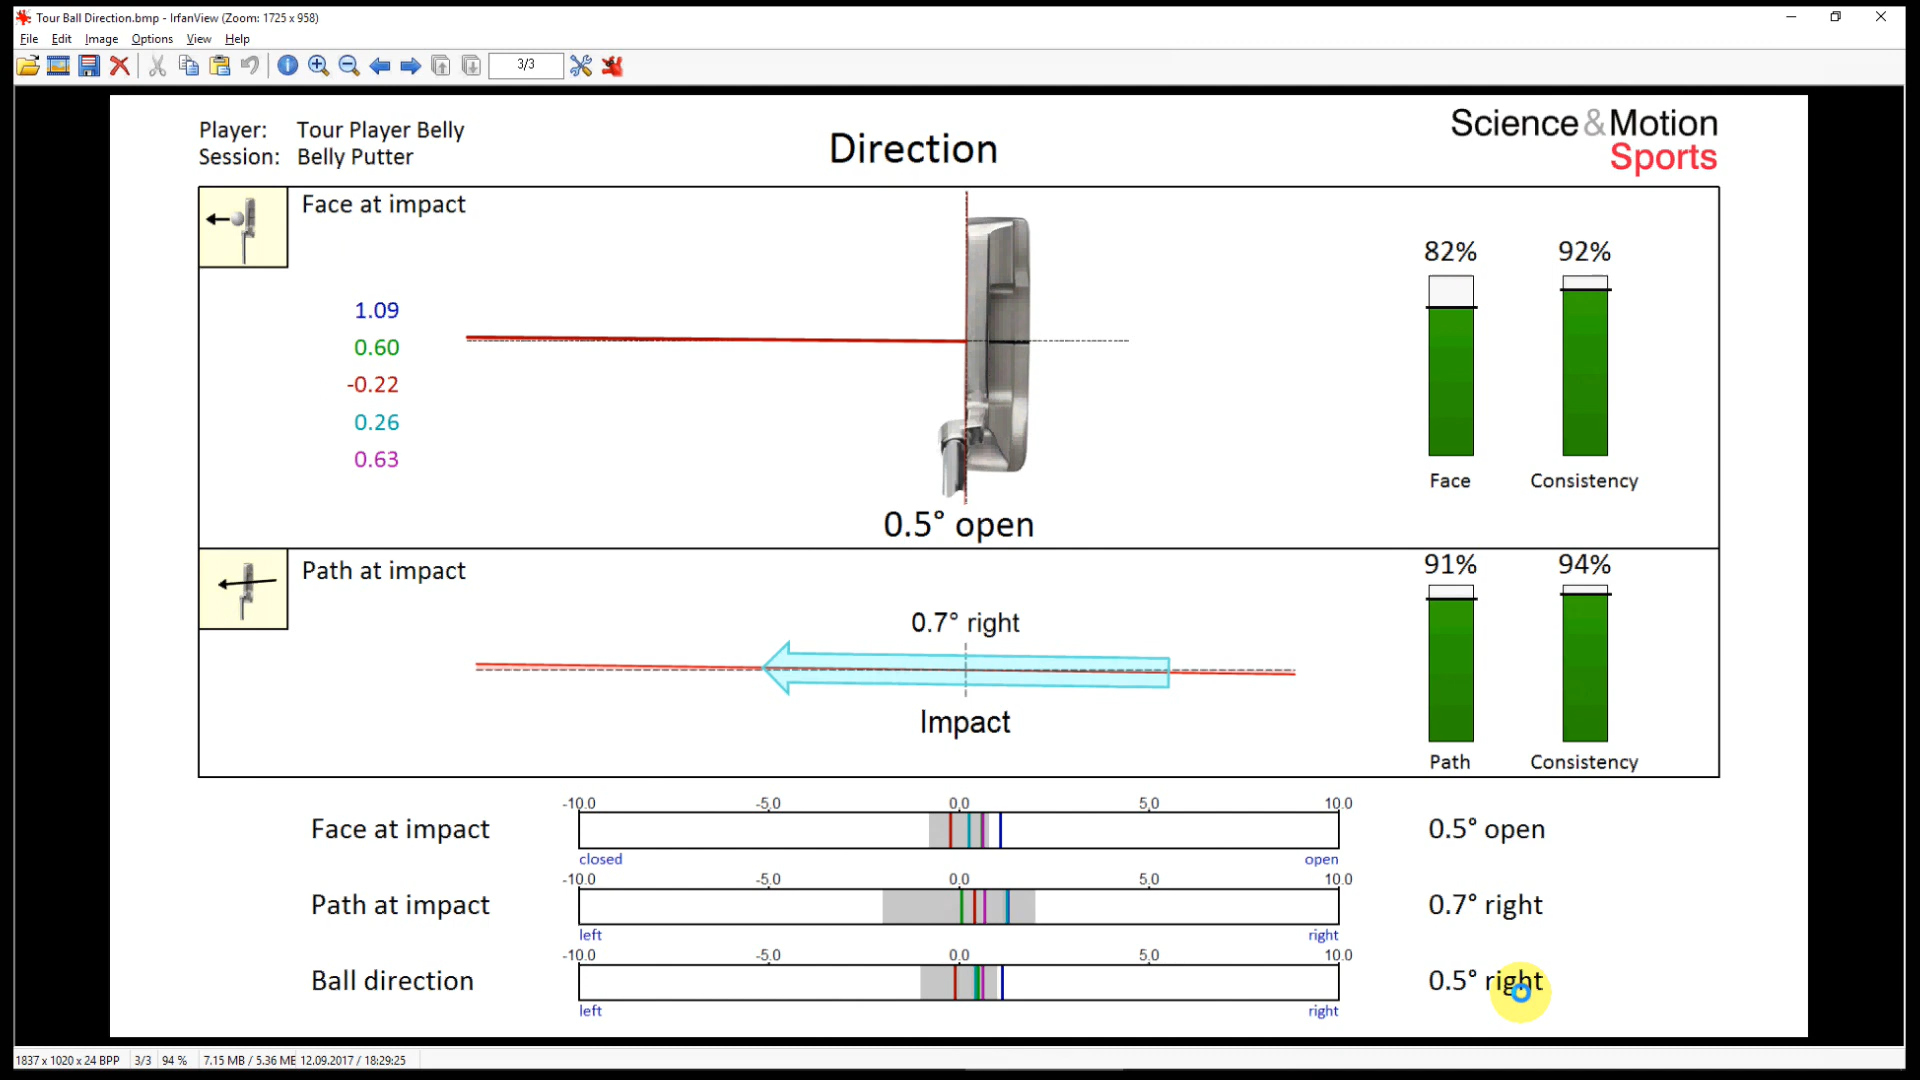 Tour Ball Direction.bmp - IrfanView (Zoom: 1725 x 958)
File Edit Image Options View Help
3/3
Player: Tour Player Belly
Session: Belly Putter
Direction
Science&Motion
Sports
Face at impact
1.09
0.60
-0.22
0.26
0.63
0.5° open
82% 92%
Face Consistency
Path at impact
0.7° right
Impact
91% 94%
Path Consistency
-10.0 -5.0 0.0 5.0 10.0
Face at impact 0.5° open
closed open
-10.0 -5.0 0.0 5.0 10.0
Path at impact 0.7° right
left right
-10.0 -5.0 0.0 5.0 10.0
Ball direction 0.5° right
left right
1837 x 1020 x 24 BPP 3/3 94 % 7.15 MB / 5.36 ME 12.09.2017 / 18:29:25